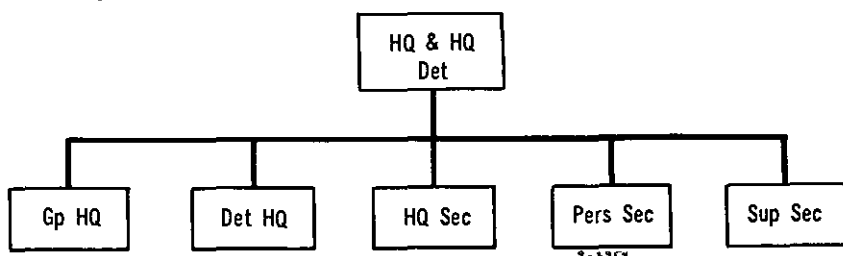 HQ & HQ
Det
Gp HQ
Det HQ
HQ Sec
Pers Sec
Sup Sec